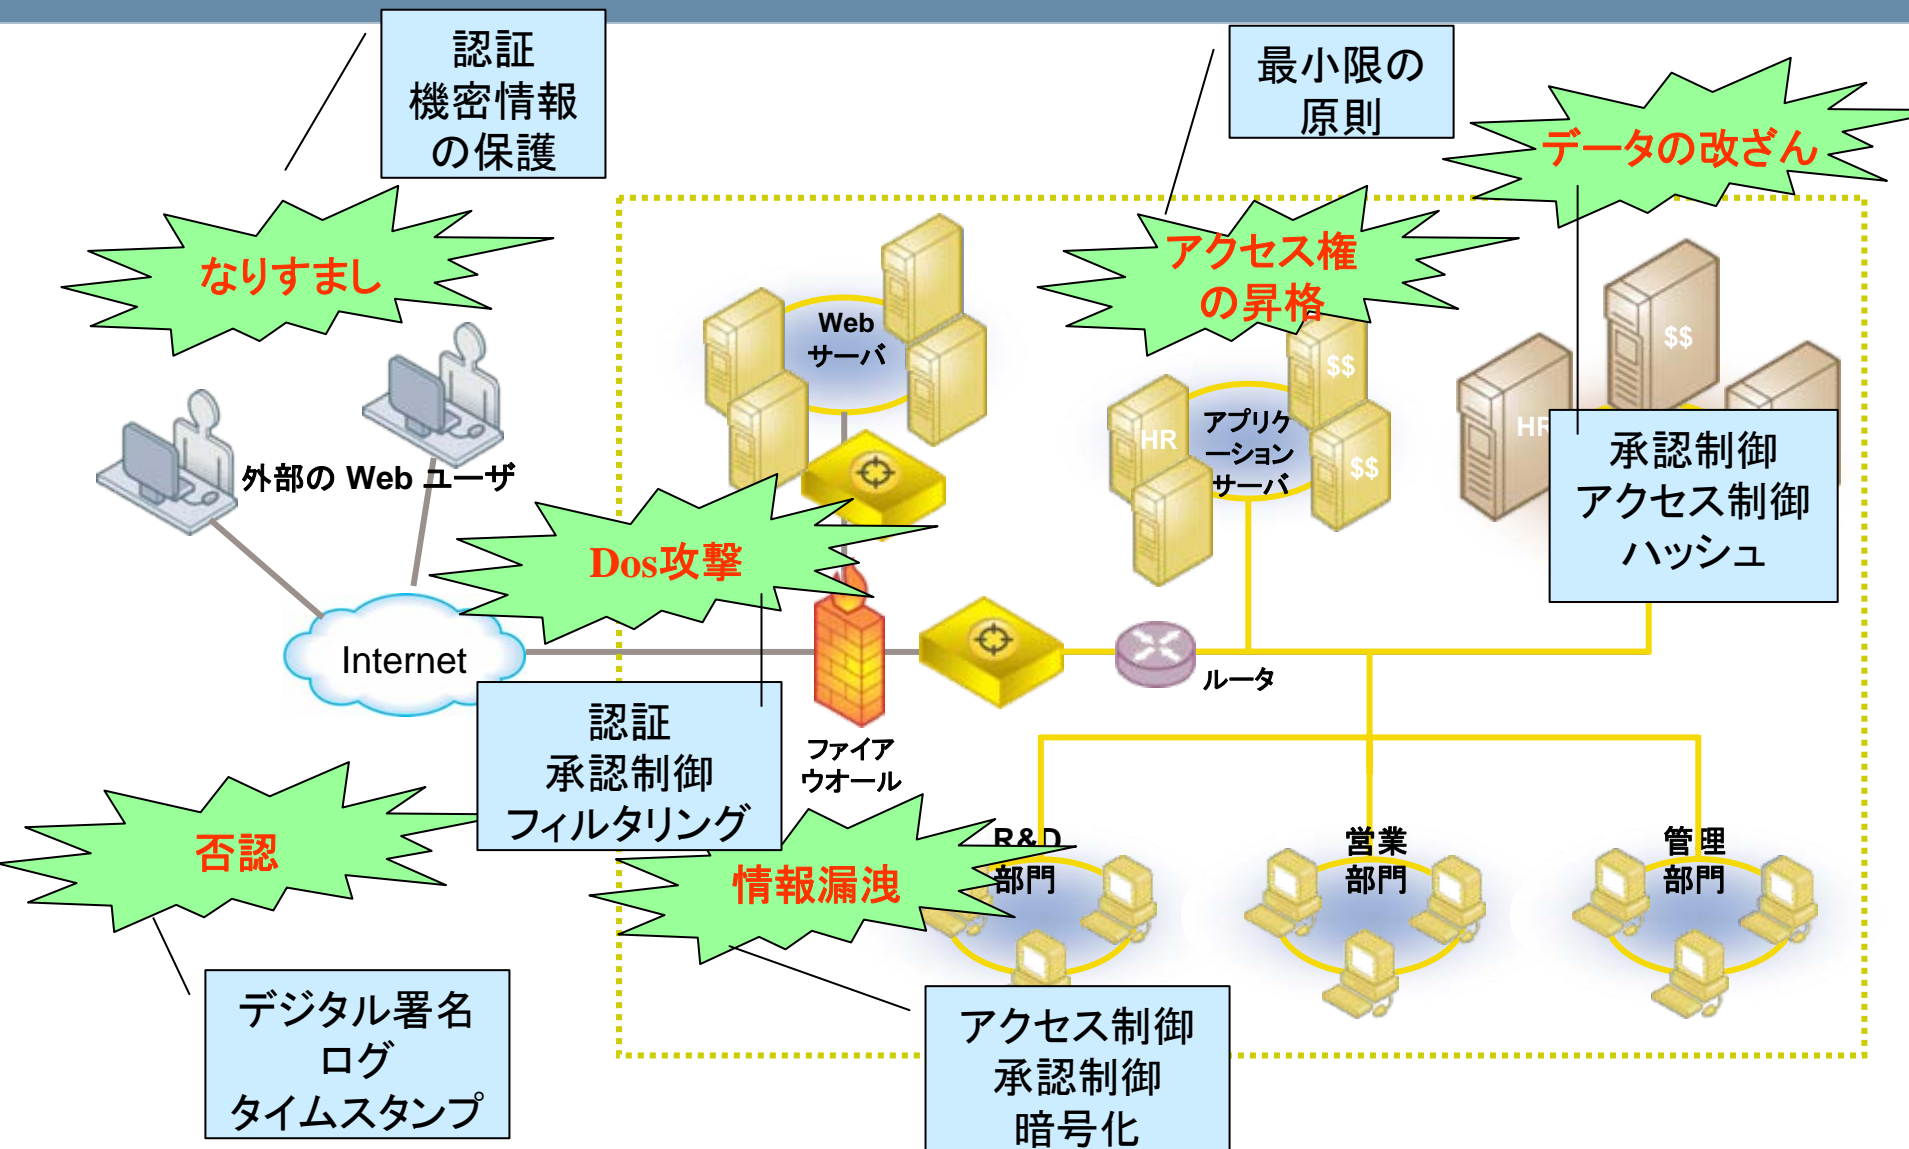 認証
機密情報
の保護
最小限の
原則
データの改ざん
なりすまし
アクセス権
の昇格
Web
サーバ
$$
$$
HR
アプリケ
ーション
サーバ
$$
HR
承認制御
アクセス制御
ハッシュ
外部の Web ユーザ
Dos攻撃
Internet
ルータ
認証
承認制御
フィルタリング
ファイア
ウオール
否認
情報漏洩
R&D
部門
営業
部門
管理
部門
デジタル署名
ログ
タイムスタンプ
アクセス制御
承認制御
暗号化